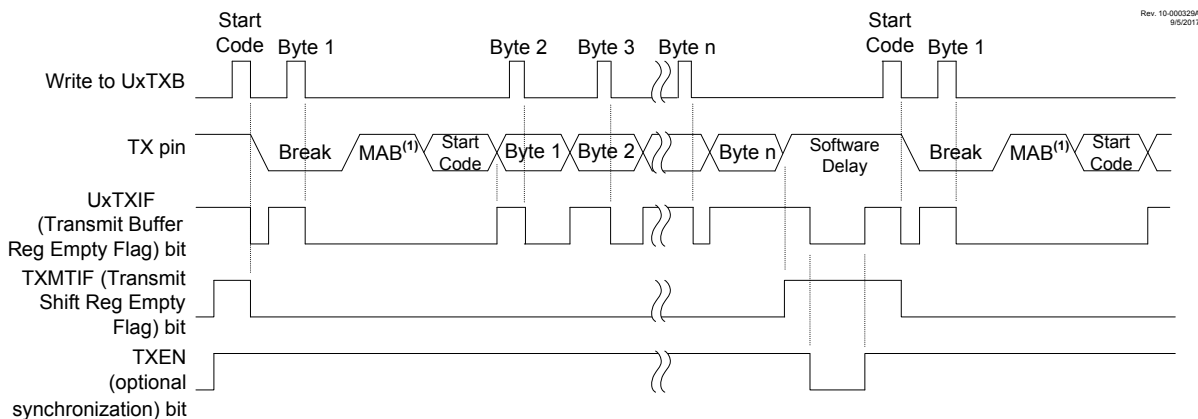 Rev. 10-000329A
9/5/2017
Start
Code Byte 1 Byte 2 Byte 3 Byte n Start
Code Byte 1
Write to UxTXB
TX pin
Break MAB(1) Start
Code Byte 1 Byte 2 Byte n Software
Delay Break MAB(1) Start
Code
UxTXIF
(Transmit Buffer
Reg Empty Flag) bit
TXMTIF (Transmit
Shift Reg Empty
Flag) bit
TXEN
(optional
synchronization) bit